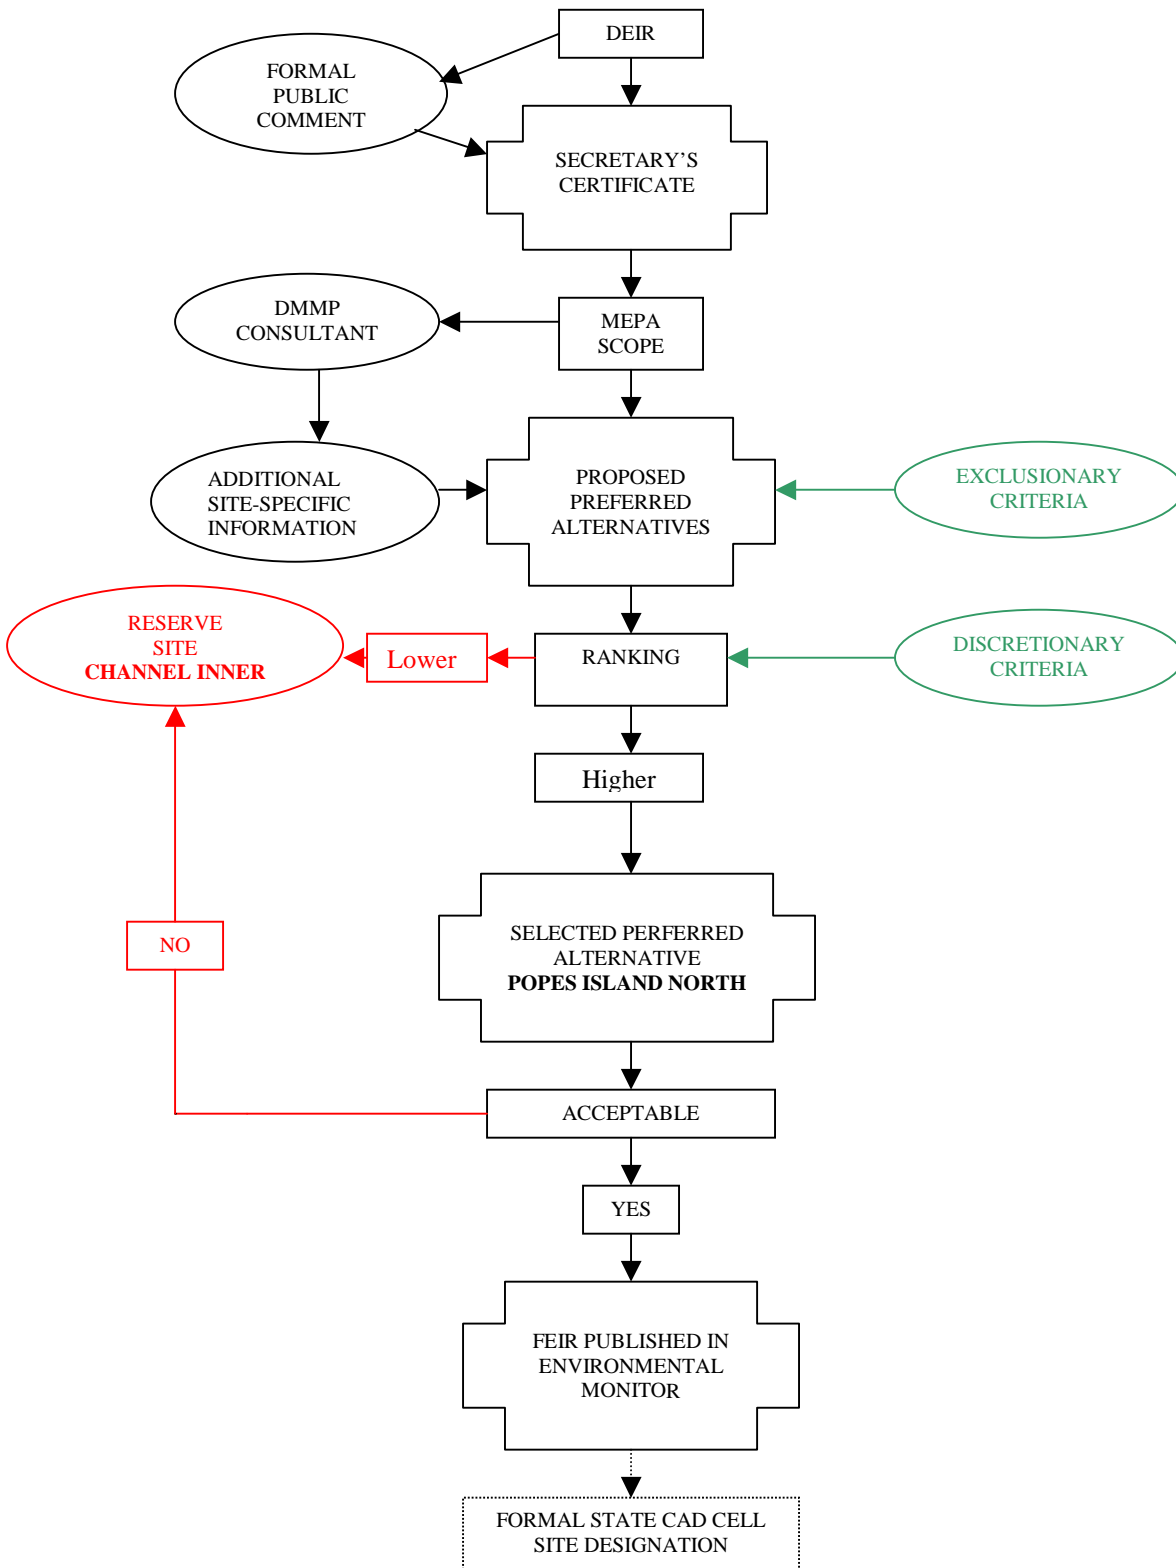 DEIR
FORMAL
PUBLIC
COMMENT
SECRETARY'S
CERTIFICATE
DMMP
CONSULTANT
MEPA
SCOPE
ADDITIONAL
SITE-SPECIFIC
INFORMATION
PROPOSED
PREFERRED
ALTERNATIVES
EXCLUSIONARY
CRITERIA
RESERVE
SITE
CHANNEL INNER
Lower
RANKING
DISCRETIONARY
CRITERIA
Higher
SELECTED PERFERRED
ALTERNATIVE
POPES ISLAND NORTH
NO
ACCEPTABLE
YES
FEIR PUBLISHED IN
ENVIRONMENTAL
MONITOR
FORMAL STATE CAD CELL
SITE DESIGNATION